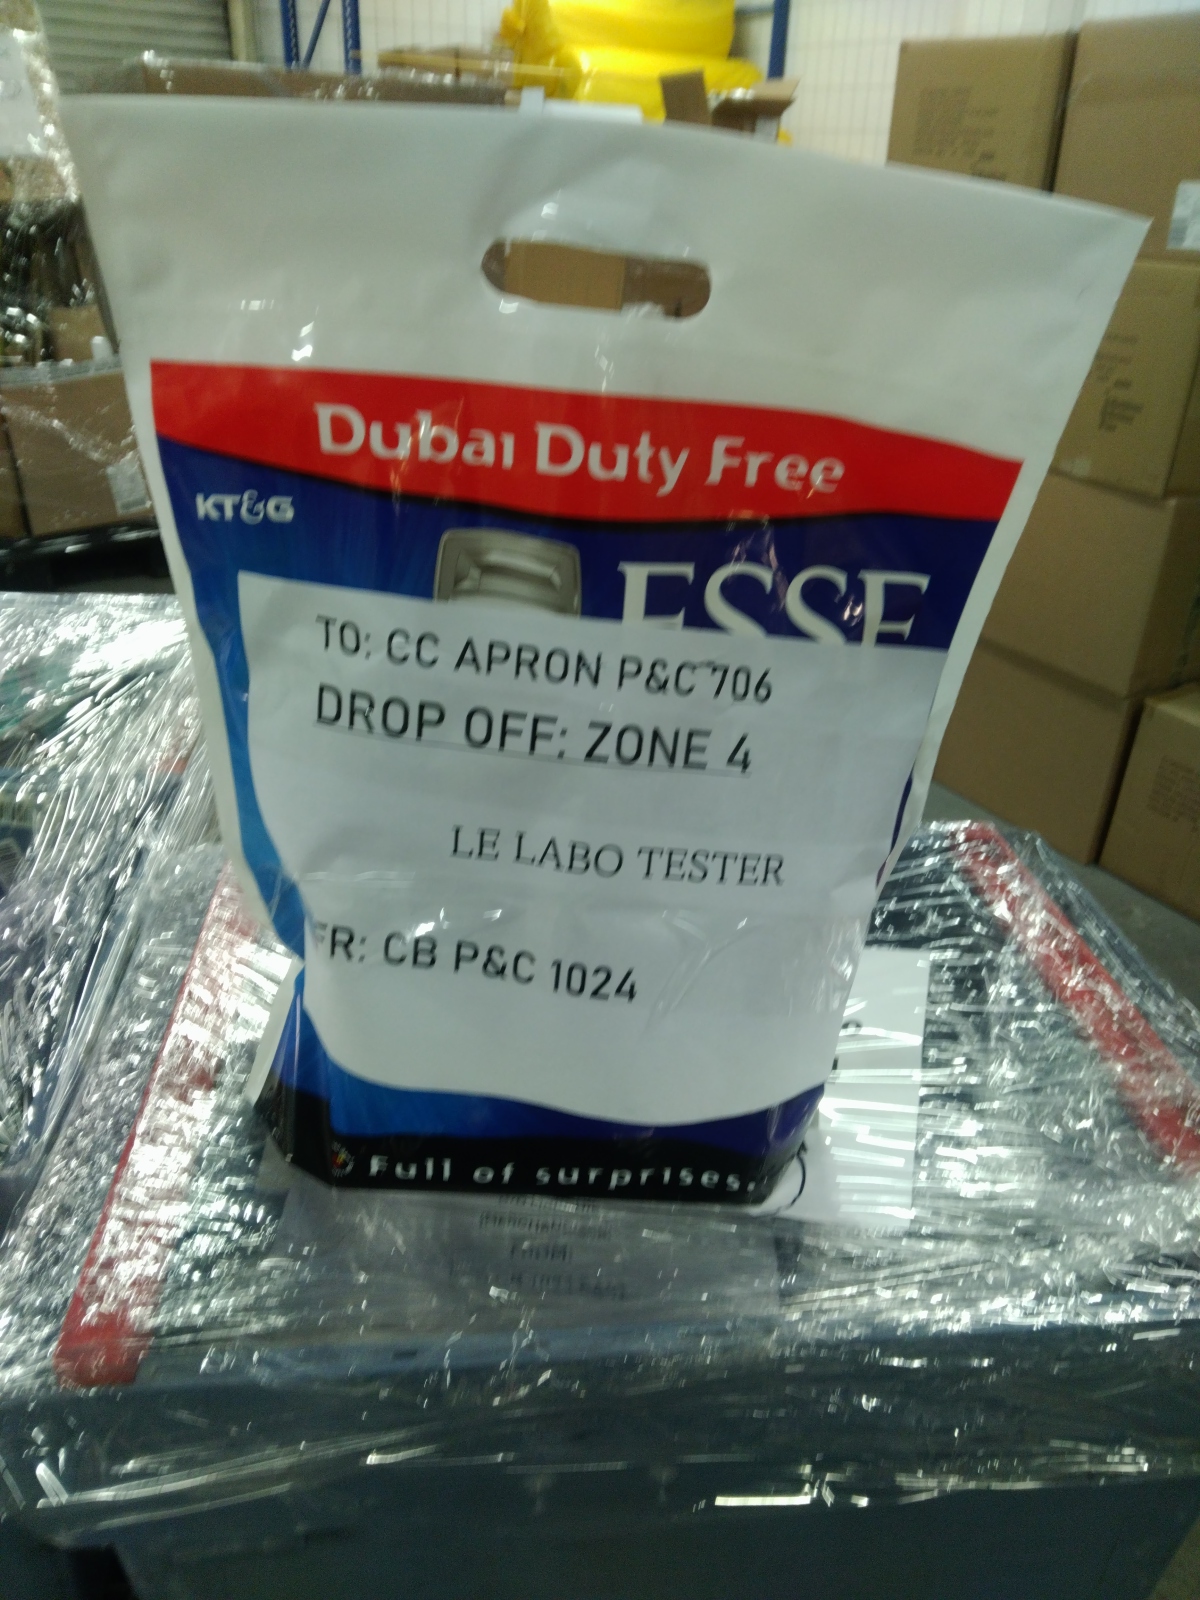 Dubai Duty Free
KT&G
ESSE
TO: CC APRON P&C 706
DROP OFF: ZONE 4
LE LABO TESTER
FR: CB P&C 1024
Full of surprises.